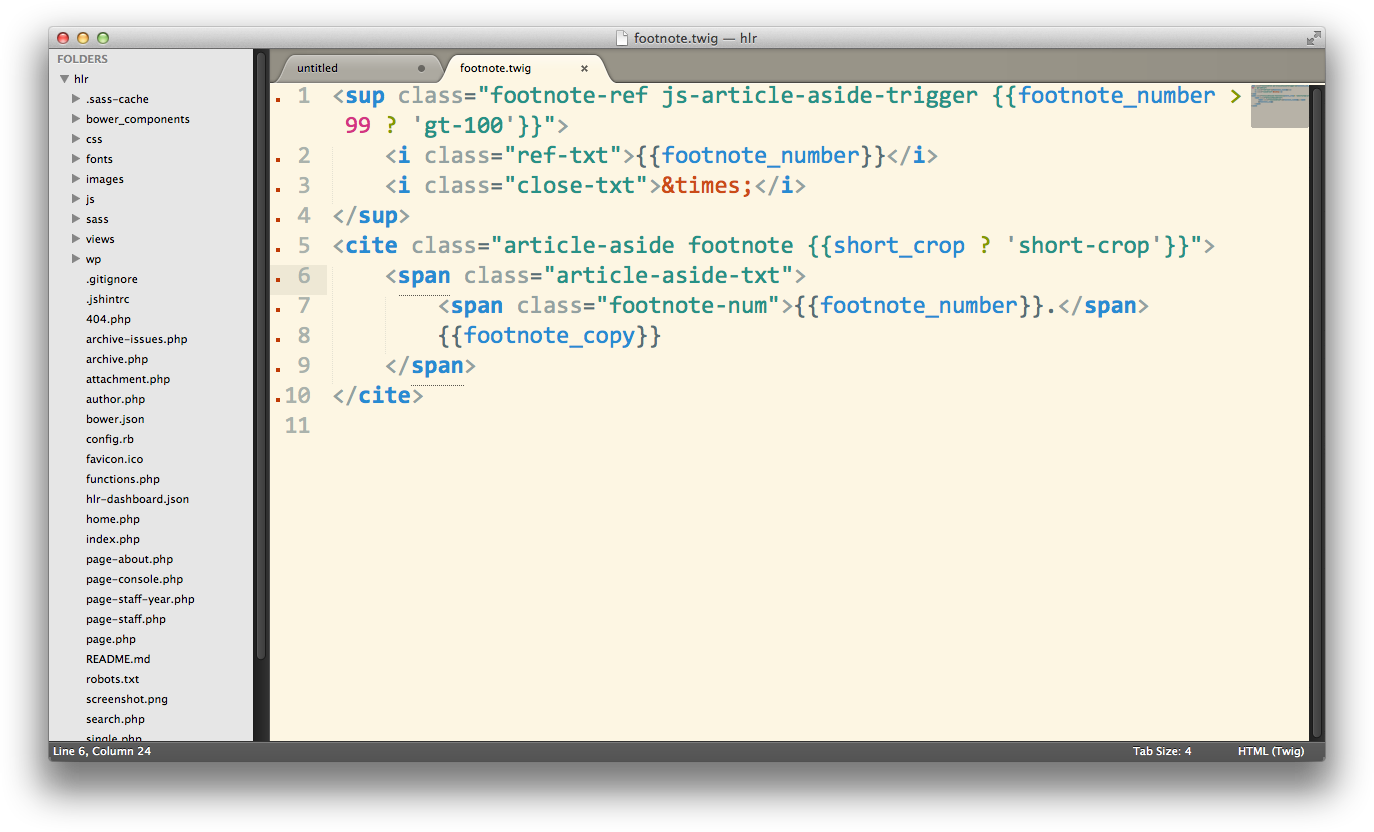 footnote.twig — hlr
FOLDERS
hlr
.sass-cache
bower_components
css
fonts
images
js
sass
views
wp
.gitignore
.jshintrc
404.php
archive-issues.php
archive.php
attachment.php
author.php
bower.json
config.rb
favicon.ico
functions.php
hlr-dashboard.json
home.php
index.php
page-about.php
page-console.php
page-staff-year.php
page-staff.php
page.php
README.md
robots.txt
screenshot.png
search.php
single.php
untitled
footnote.twig ×
1 <sup class="footnote-ref js-article-aside-trigger {{footnote_number >
99 ? 'gt-100'}}">
2 <i class="ref-txt">{{footnote_number}}</i>
3 <i class="close-txt">&times;</i>
4 </sup>
5 <cite class="article-aside footnote {{short_crop ? 'short-crop'}}">
6 <span class="article-aside-txt">
7 <span class="footnote-num">{{footnote_number}}.</span>
8 {{footnote_copy}}
9 </span>
10 </cite>
11
Line 6, Column 24
Tab Size: 4
HTML (Twig)